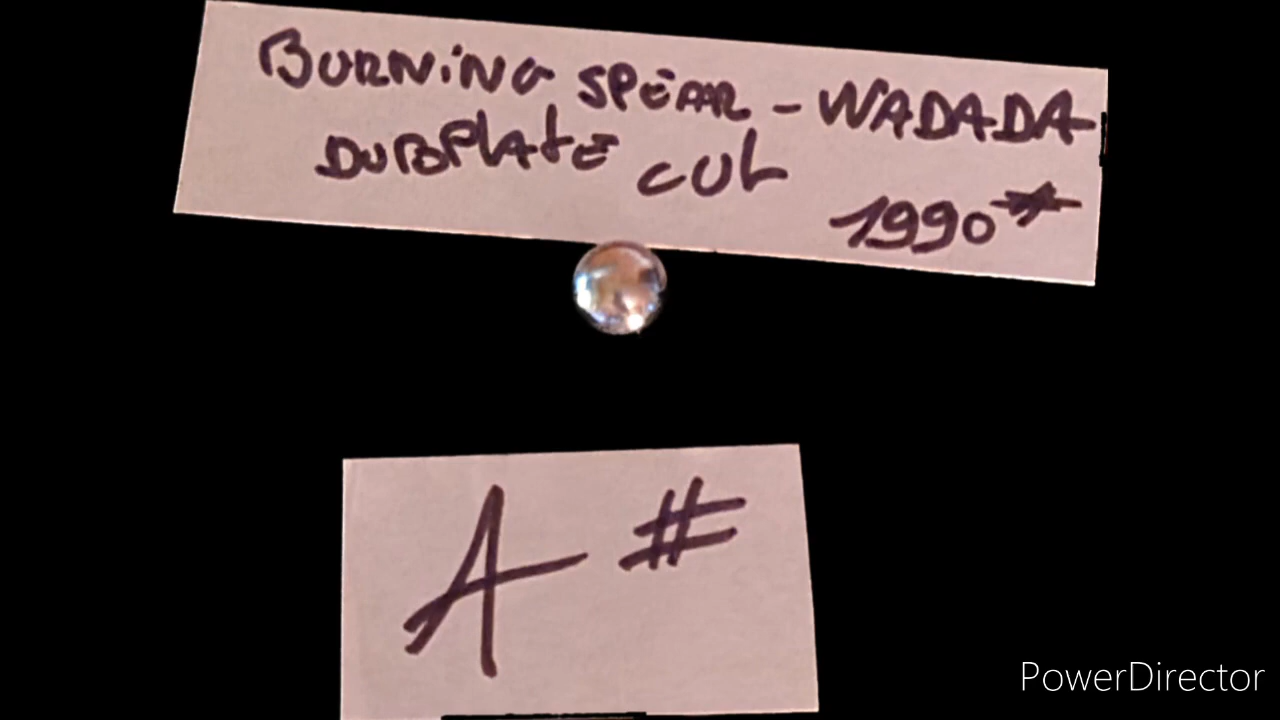 BURNiNG SPEAR - WADADA
DUBPlAtE CUt
1990*
A #
PowerDirector